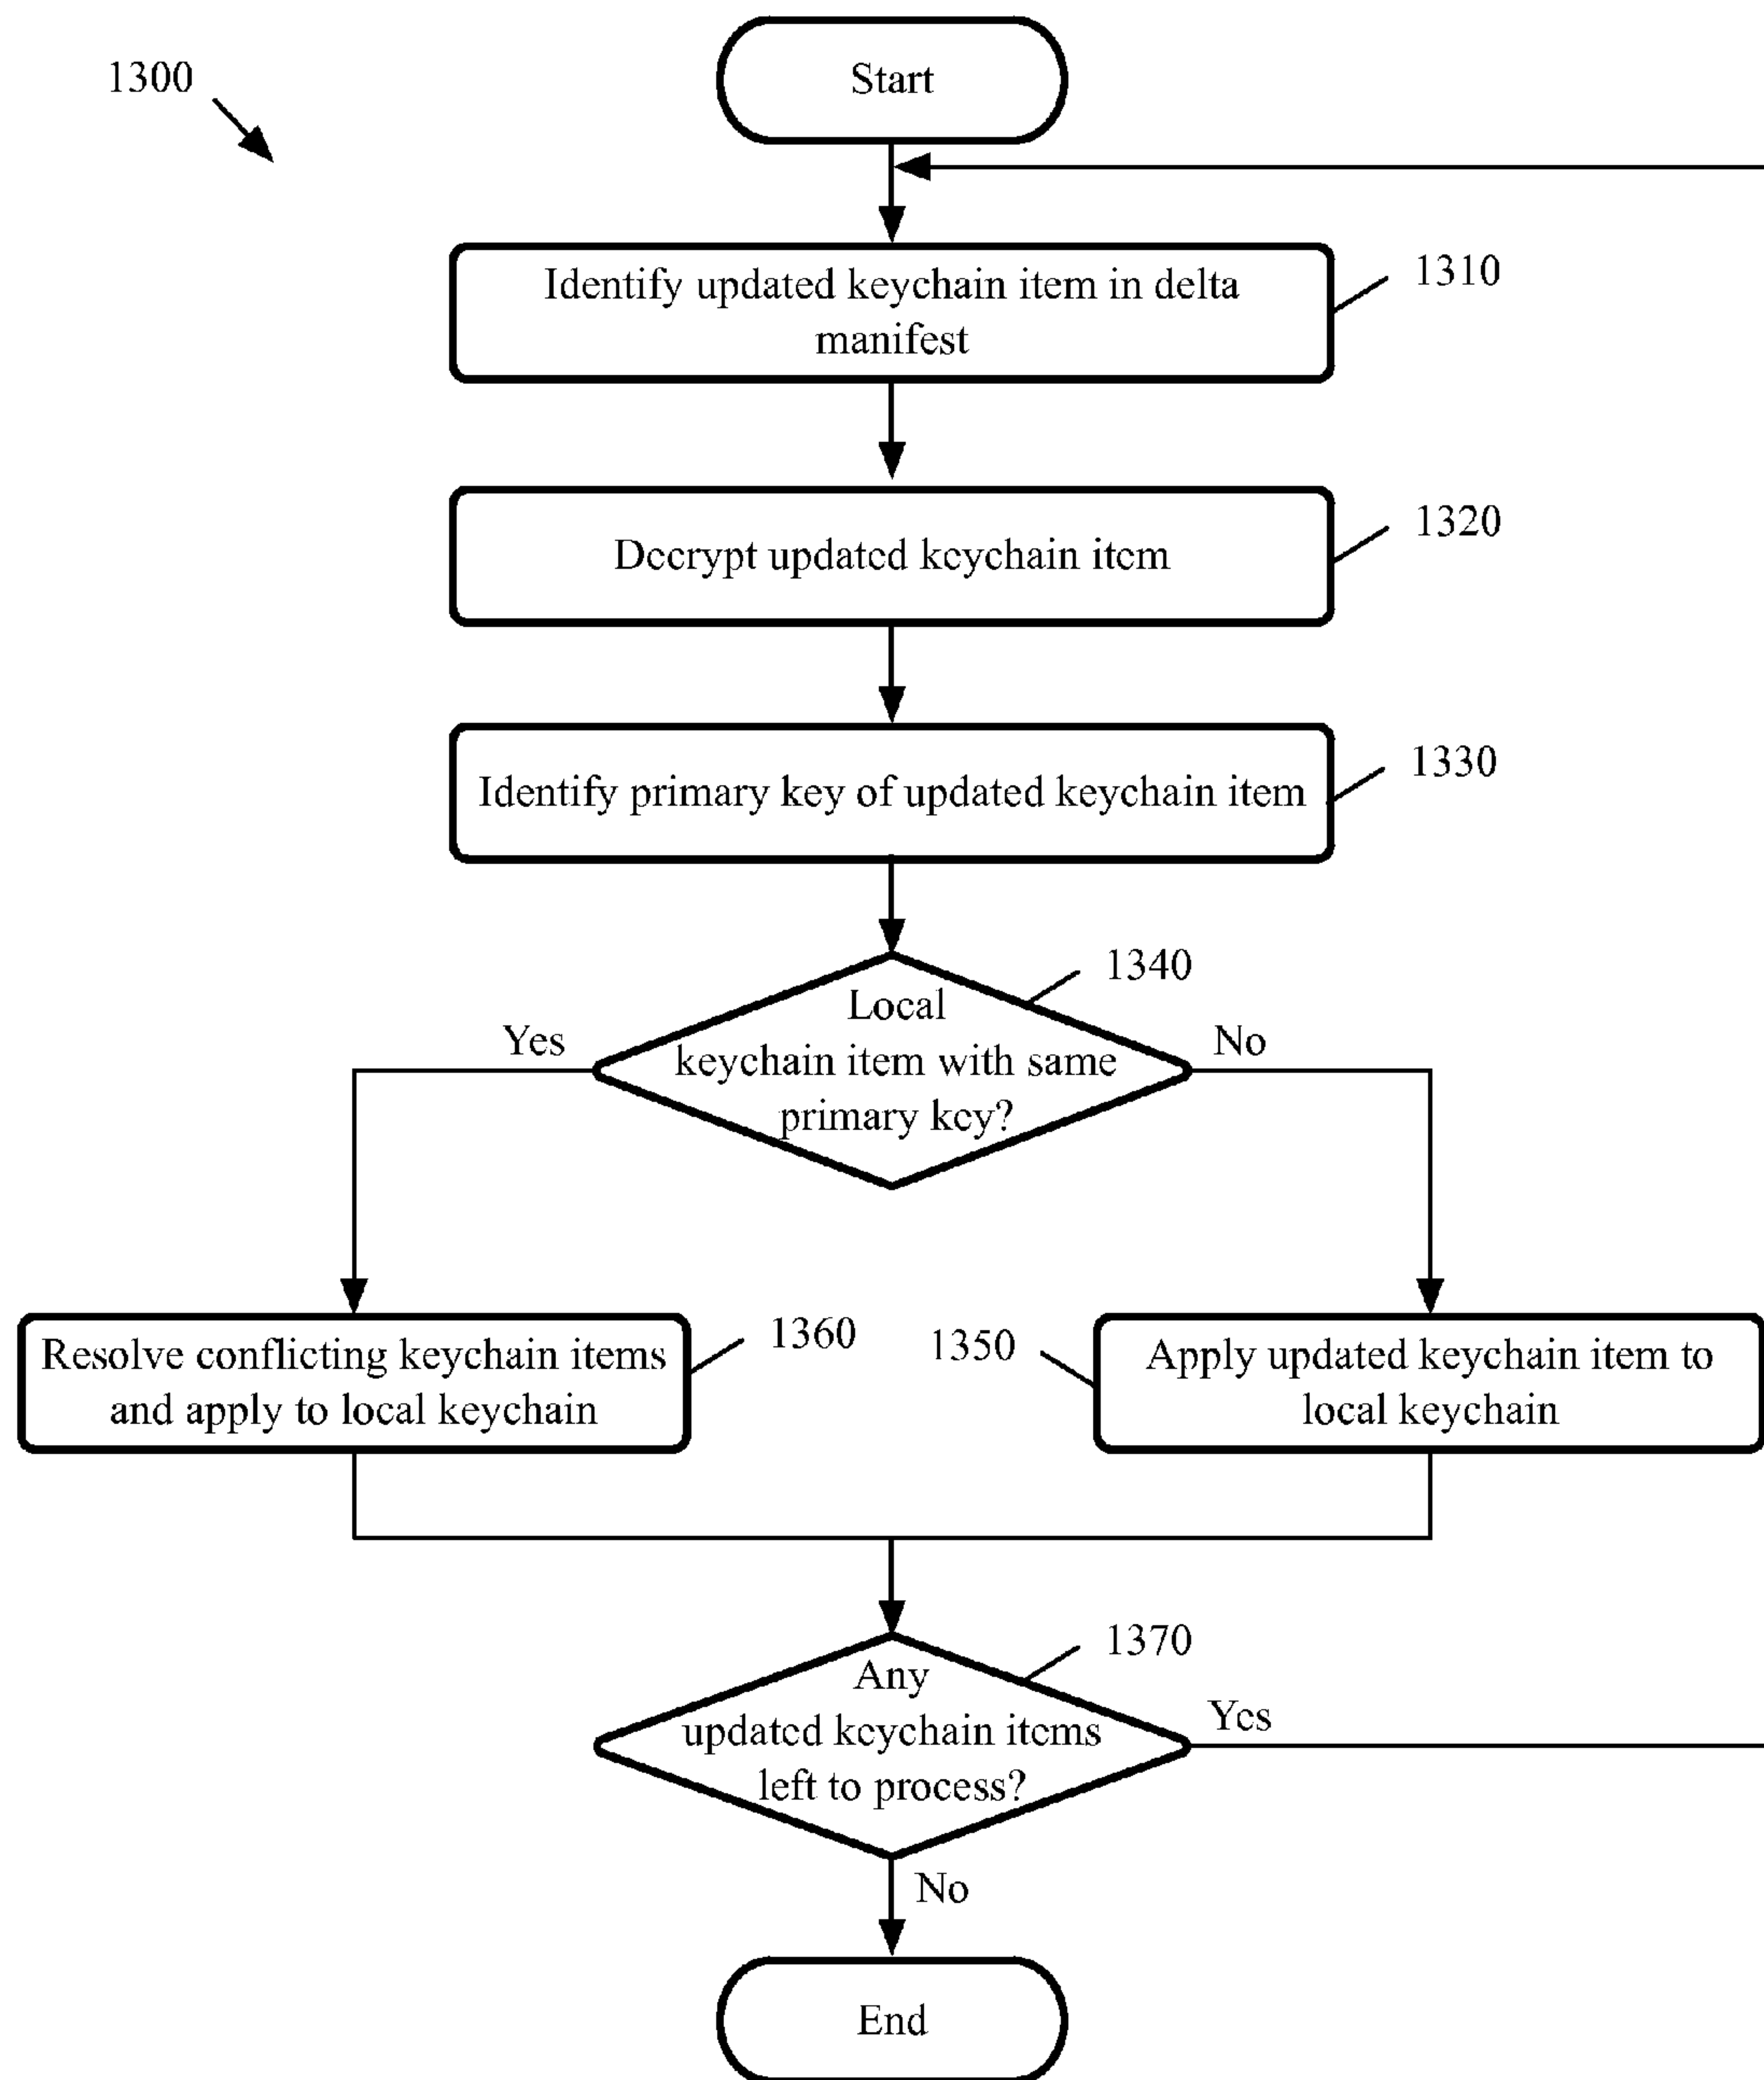 1300
Start
Identify updated keychain item in delta
manifest
1310
Decrypt updated keychain item
1320
Identify primary key of updated keychain item
1330
1340
Local
keychain item with same
primary key?
Yes
No
Resolve conflicting keychain items
and apply to local keychain
1360
1350
Apply updated keychain item to
local keychain
1370
Any
updated keychain items
left to process?
Yes
No
End